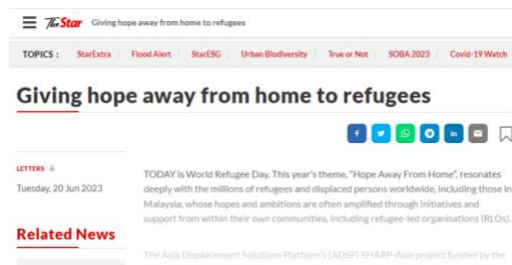 The Star Giving hope away from home to refugees
TOPICS : StarExtra Flood Alert StarESG Urban Biodiversity True or Not SOBA 2023 Covid-19 Watch
Giving hope away from home to refugees
LETTERS
Tuesday, 20 Jun 2023
TODAY is World Refugee Day. This year's theme, "Hope Away From Home", resonates
deeply with the millions of refugees and displaced persons worldwide, including those in
Malaysia, whose hopes and ambitions are often amplified through initiatives and
support from within their own communities, including refugee-led organisations (RLOs).
Related News
The Asia Displacement Solutions Platform's (ADSP) SHARP-Asia project funded by the